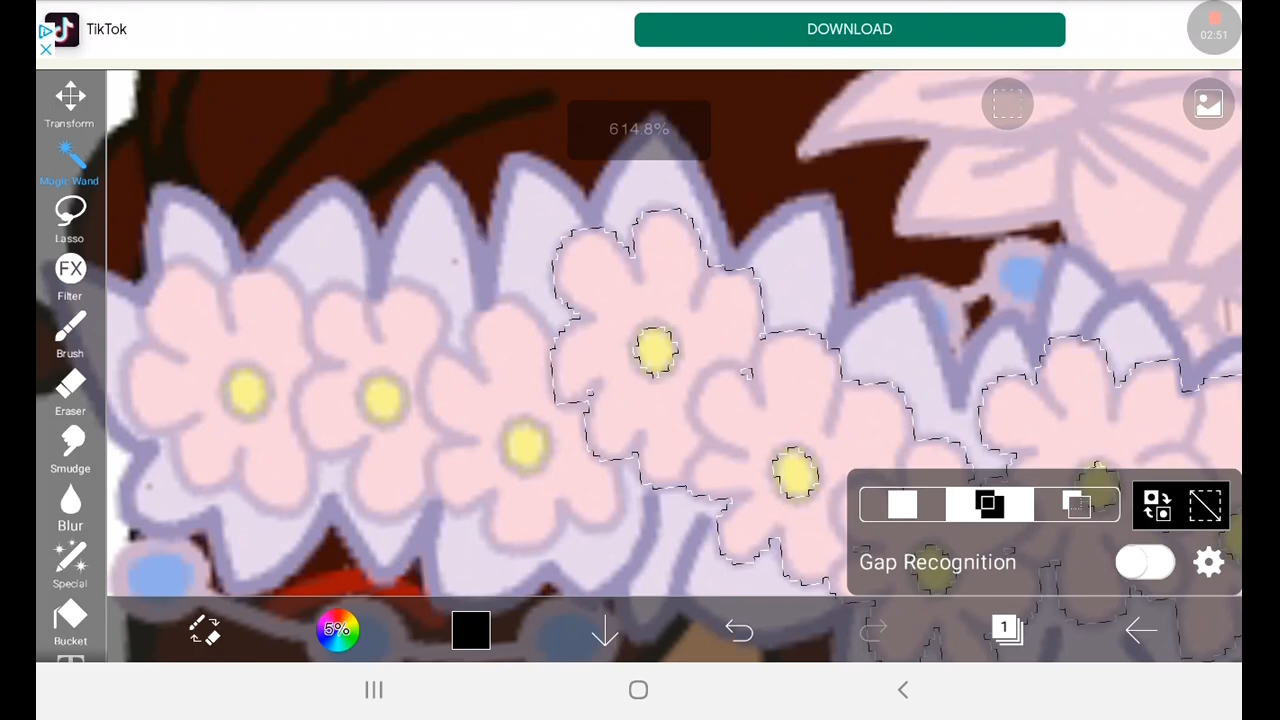 TikTok
DOWNLOAD
02:51
614.8%
Transform
Magic Wand
Lasso
FX
Filter
Brush
Eraser
Smudge
Blur
Special
Bucket
Gap Recognition
5%
1